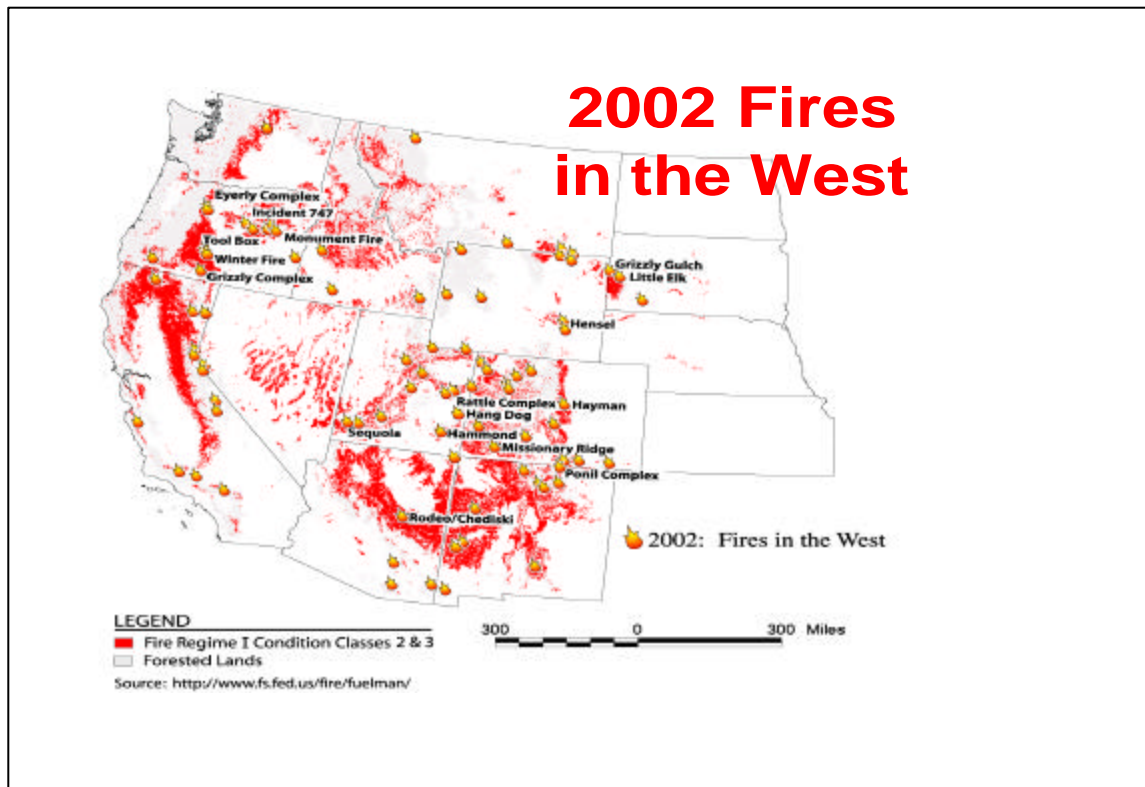 2002 Fires
in the West
Eyerly Complex
Incident 747
Tool Box
Monument Fire
Winter Fire
Grizzly Complex
Grizzly Gulch
Little Elk
Hensel
Rattle Complex
Hayman
Hang Dog
Sequoia
Hammond
Missionary Ridge
Ponil Complex
Rodeo/Chediski
2002: Fires in the West
LEGEND
Fire Regime I Condition Classes 2 & 3
Forested Lands
Source: http://www.fs.fed.us/fire/fuelman/
300 0 300 Miles